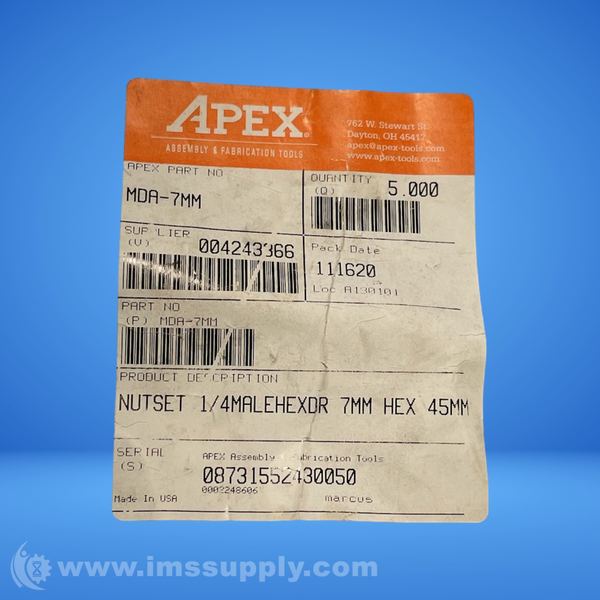 APEX
ASSEMBLY & FABRICATION TOOLS
762 W. Stewart St.
Dayton, OH 45417
apex@apex-tools.com
www.apex-tools.com
APEX PART NO
MDA-7MM
QUANTITY
(Q) 5.000
SUPPLIER
(V) 004243366
Pack Date
111620
Loc A130101
PART NO
(P) MDA-7MM
PRODUCT DESCRIPTION
NUTSET 1/4MALEHEXDR 7MM HEX 45MM
SERIAL
(S)
APEX Assembly & Fabrication Tools
08731552430050
0003248606
Made In USA
marcus
www.imssupply.com